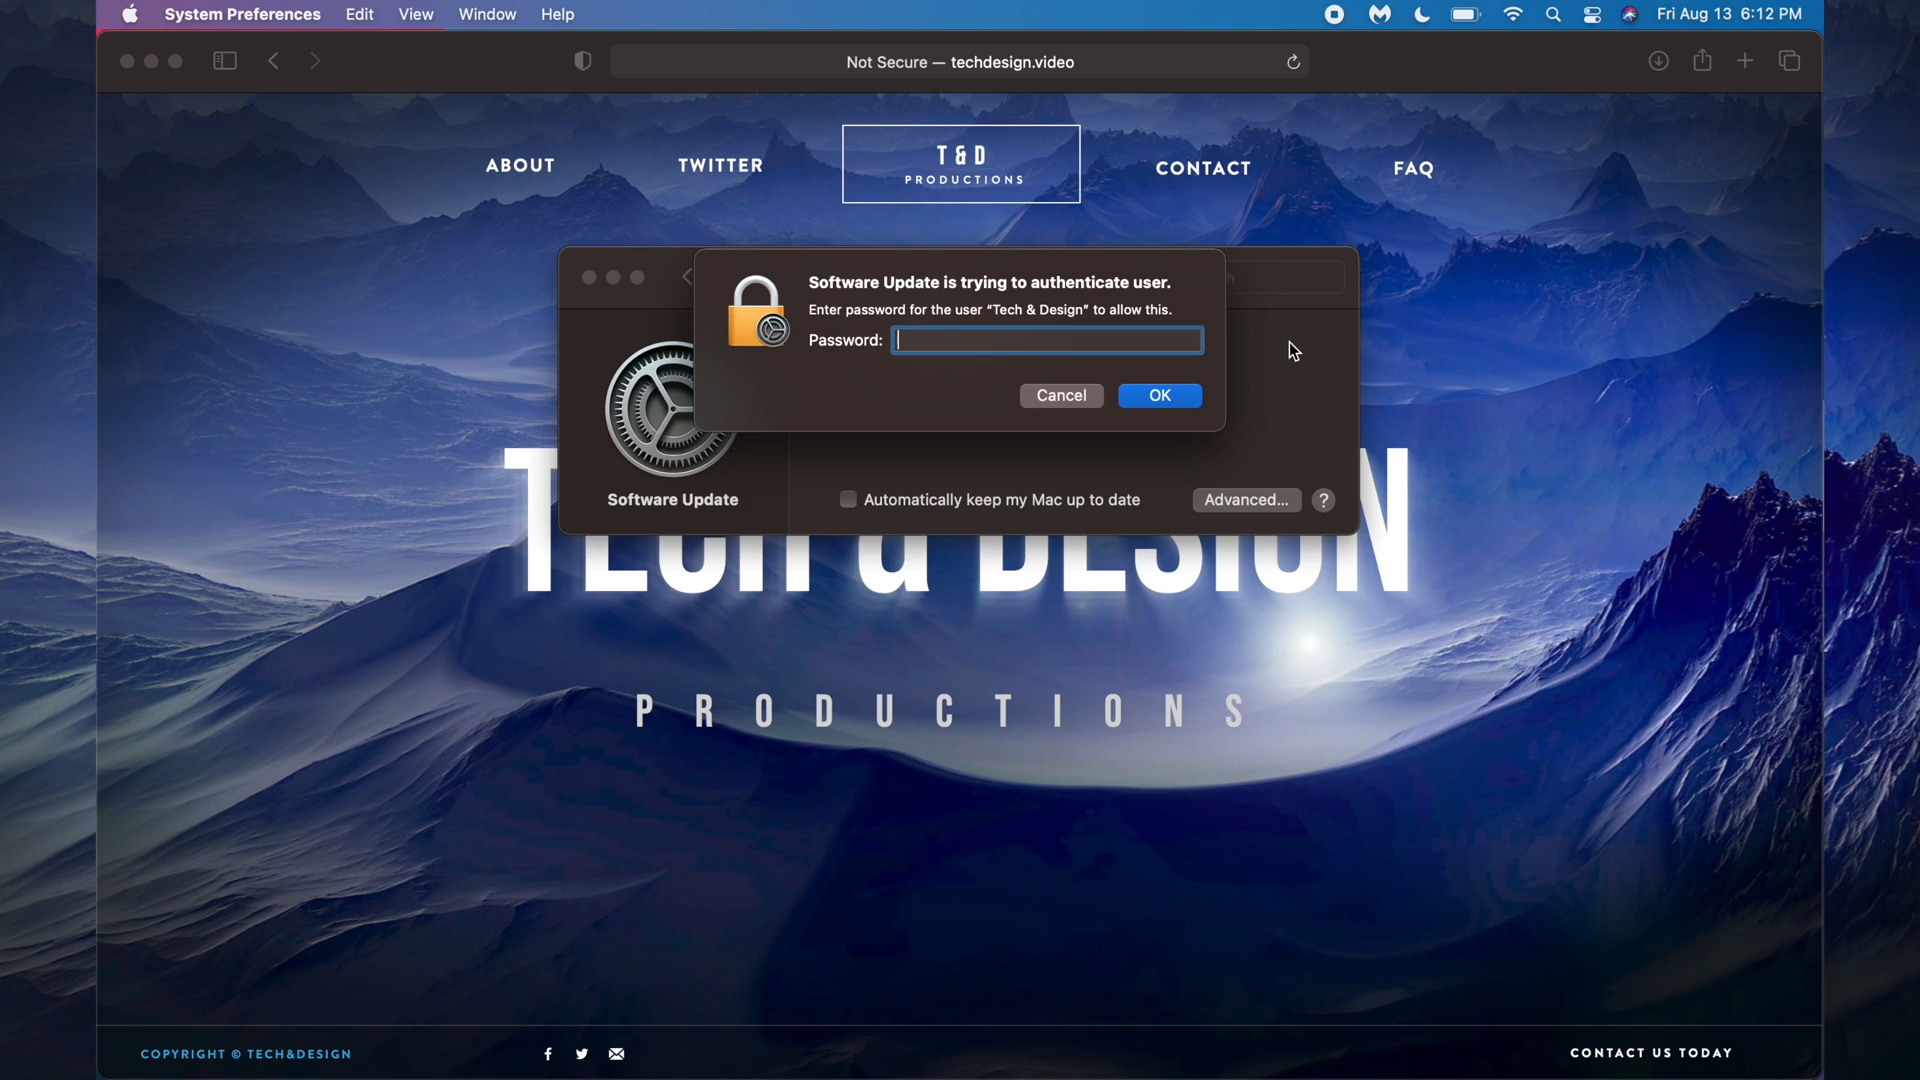 System Preferences Edit View Window Help
Fri Aug 13 6:12 PM
Not Secure — techdesign.video
ABOUT
TWITTER
T & D
PRODUCTIONS
CONTACT
FAQ
Software Update is trying to authenticate user.
Enter password for the user “Tech & Design” to allow this.
Password:
Cancel
OK
Software Update
Automatically keep my Mac up to date
Advanced...
?
TECH & DESIGN
PRODUCTIONS
COPYRIGHT © TECH&DESIGN
CONTACT US TODAY